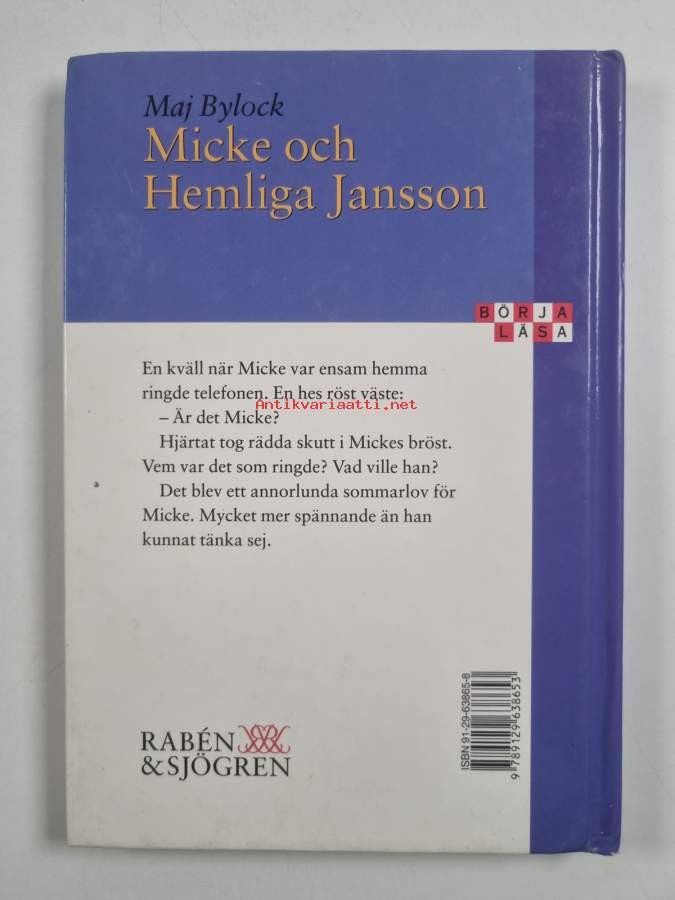 Maj Bylock
Micke och
Hemliga Jansson
BÖRJA
LÄSA
En kväll när Micke var ensam hemma
ringde telefonen. En hes röst väste:
– Är det Micke?
Hjärtat tog rädda skutt i Mickes bröst.
Vem var det som ringde? Vad ville han?
Det blev ett annorlunda sommarlov för
Micke. Mycket mer spännande än han
kunnat tänka sej.
Antikvariaatti.net
RABÉN
&SJÖGREN
ISBN 91-29-63865-8
9 789129 638653